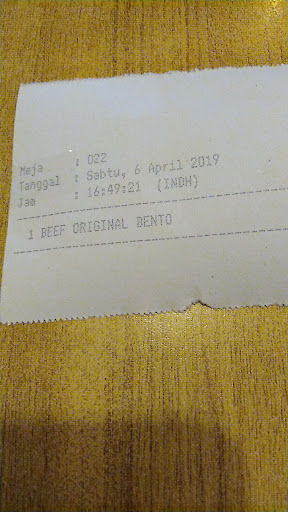 Meja : 022
Tanggal : Sabtu, 6 April 2019
Jam : 16:49:21 (INDH)
1 BEEF ORIGINAL BENTO